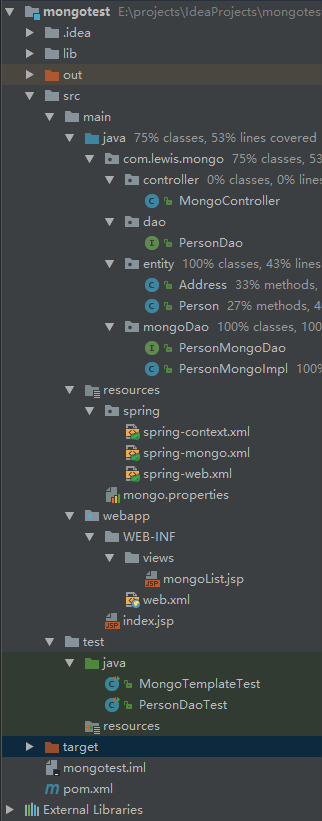 mongotest E:\projects\IdeaProjects\mongotest
.idea
lib
out
src
main
java 75% classes, 53% lines covered
com.lewis.mongo 75% classes, 53
controller 0% classes, 0% lines
MongoController
dao
PersonDao
entity 100% classes, 43% lines
Address 33% methods,
Person 27% methods, 4
mongoDao 100% classes, 100
PersonMongoDao
PersonMongoImpl 100%
resources
spring
spring-context.xml
spring-mongo.xml
spring-web.xml
mongo.properties
webapp
WEB-INF
views
mongoList.jsp
web.xml
index.jsp
test
java
MongoTemplateTest
PersonDaoTest
resources
target
mongotest.iml
pom.xml
External Libraries